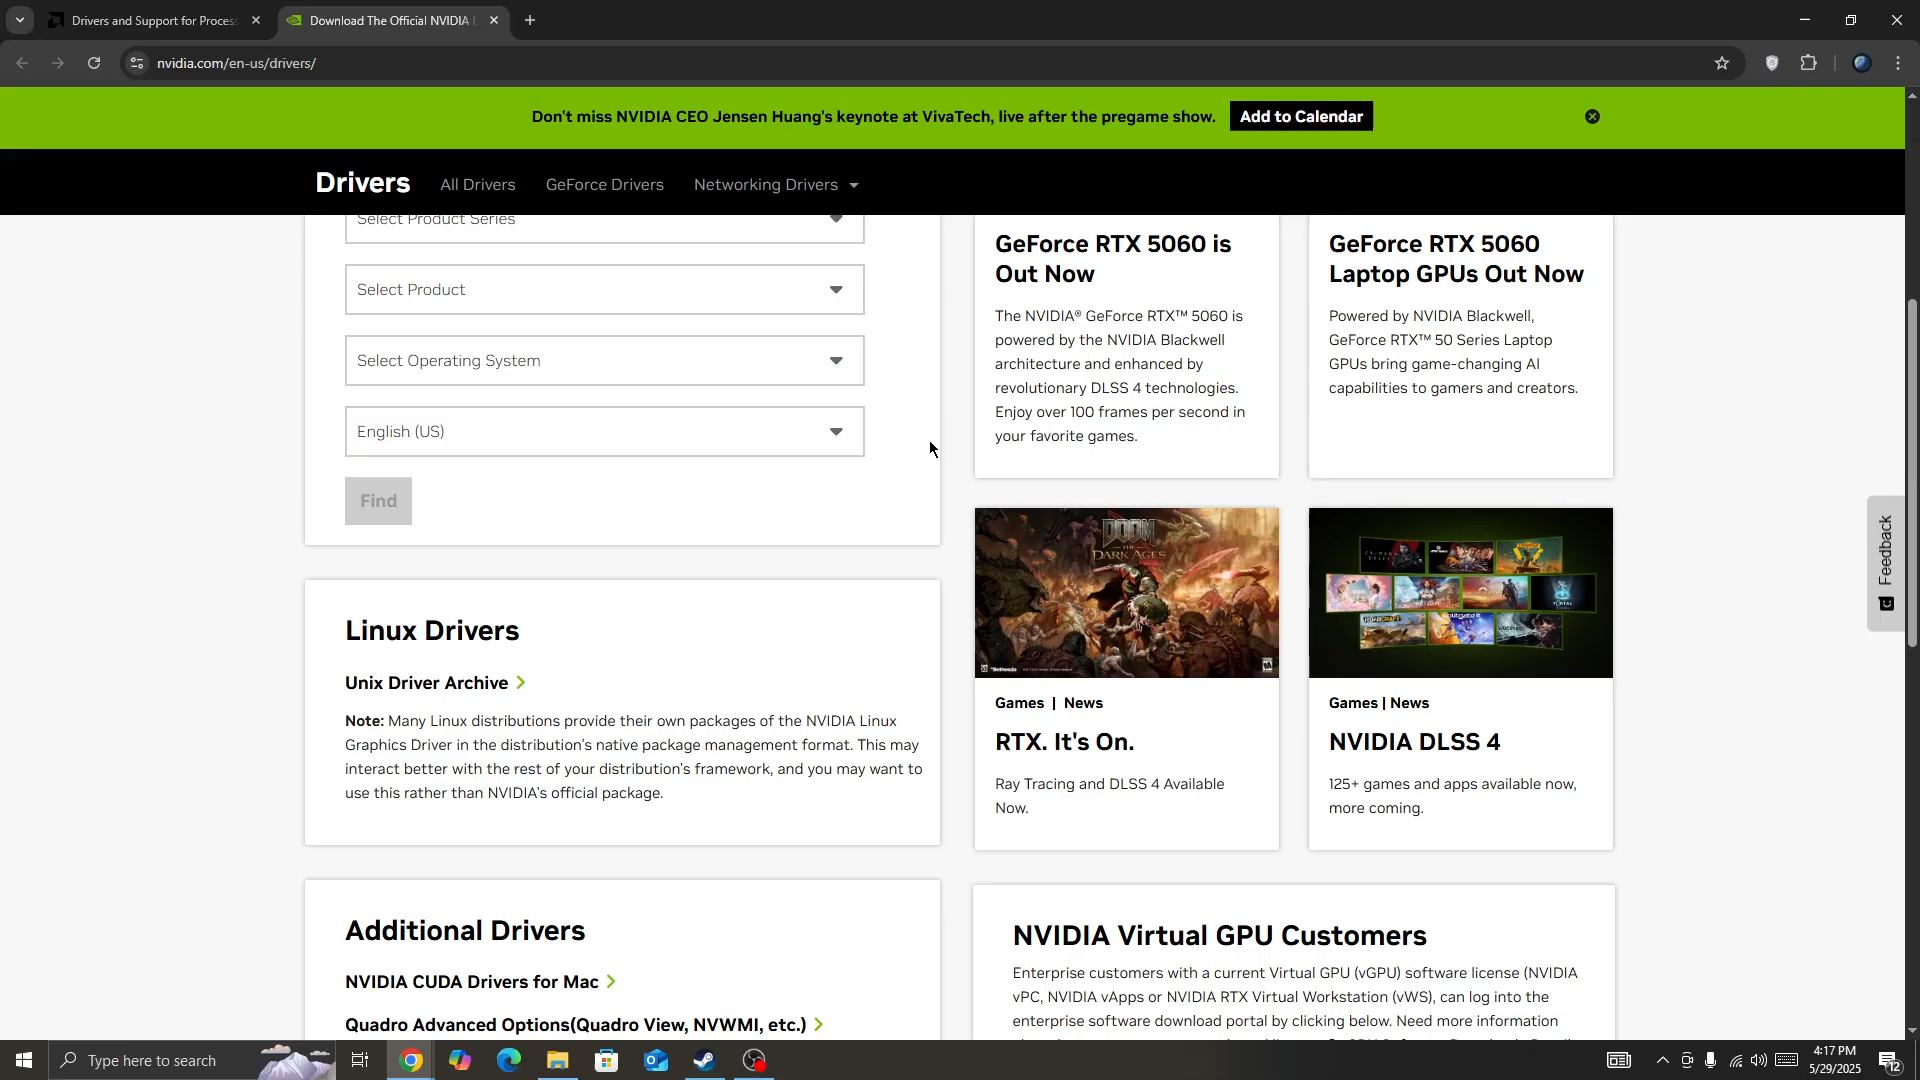 Drivers and Support for Process
Download The Official NVIDIA D
nvidia.com/en-us/drivers/
Don't miss NVIDIA CEO Jensen Huang's keynote at VivaTech, live after the pregame show.
Add to Calendar
Drivers
All Drivers
GeForce Drivers
Networking Drivers
Select Product Series
Select Product
Select Operating System
English (US)
Find
GeForce RTX 5060 is
Out Now
The NVIDIA® GeForce RTX™ 5060 is
powered by the NVIDIA Blackwell
architecture and enhanced by
revolutionary DLSS 4 technologies.
Enjoy over 100 frames per second in
your favorite games.
GeForce RTX 5060
Laptop GPUs Out Now
Powered by NVIDIA Blackwell,
GeForce RTX™ 50 Series Laptop
GPUs bring game-changing AI
capabilities to gamers and creators.
Feedback
Linux Drivers
Unix Driver Archive
Note: Many Linux distributions provide their own packages of the NVIDIA Linux
Graphics Driver in the distribution's native package management format. This may
interact better with the rest of your distribution's framework, and you may want to
use this rather than NVIDIA's official package.
DOOM
THE
DARK AGES
Bethesda
Games | News
RTX. It's On.
Ray Tracing and DLSS 4 Available
Now.
Games | News
NVIDIA DLSS 4
125+ games and apps available now,
more coming.
Additional Drivers
NVIDIA CUDA Drivers for Mac
Quadro Advanced Options(Quadro View, NVWMI, etc.)
NVIDIA Virtual GPU Customers
Enterprise customers with a current Virtual GPU (vGPU) software license (NVIDIA
vPC, NVIDIA vApps or NVIDIA RTX Virtual Workstation (vWS), can log into the
enterprise software download portal by clicking below. Need more information
Type here to search
4:17 PM
5/29/2025
12